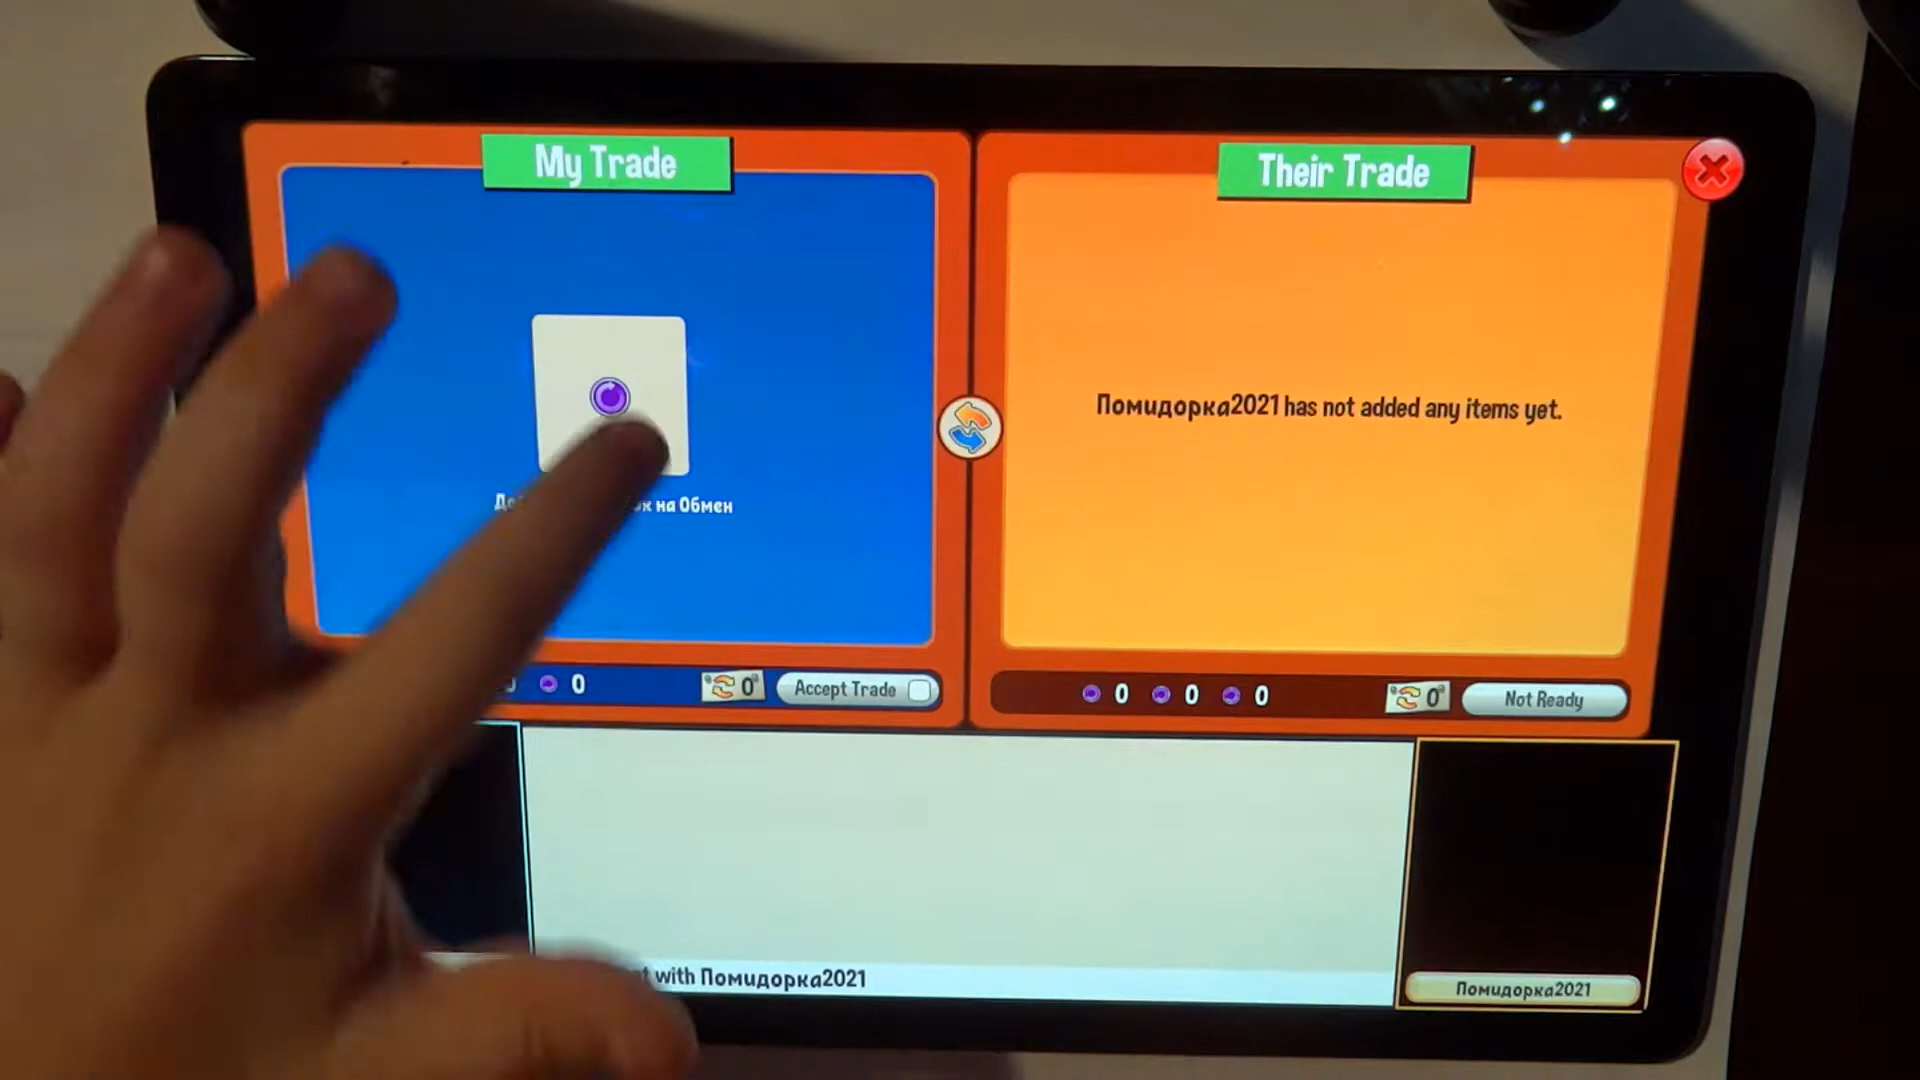 My Trade
Their Trade
Помидорка2021 has not added any items yet.
на Обмен
0
0
Accept Trade
0
0
0
0
Not Ready
with Помидорка2021
Помидорка2021